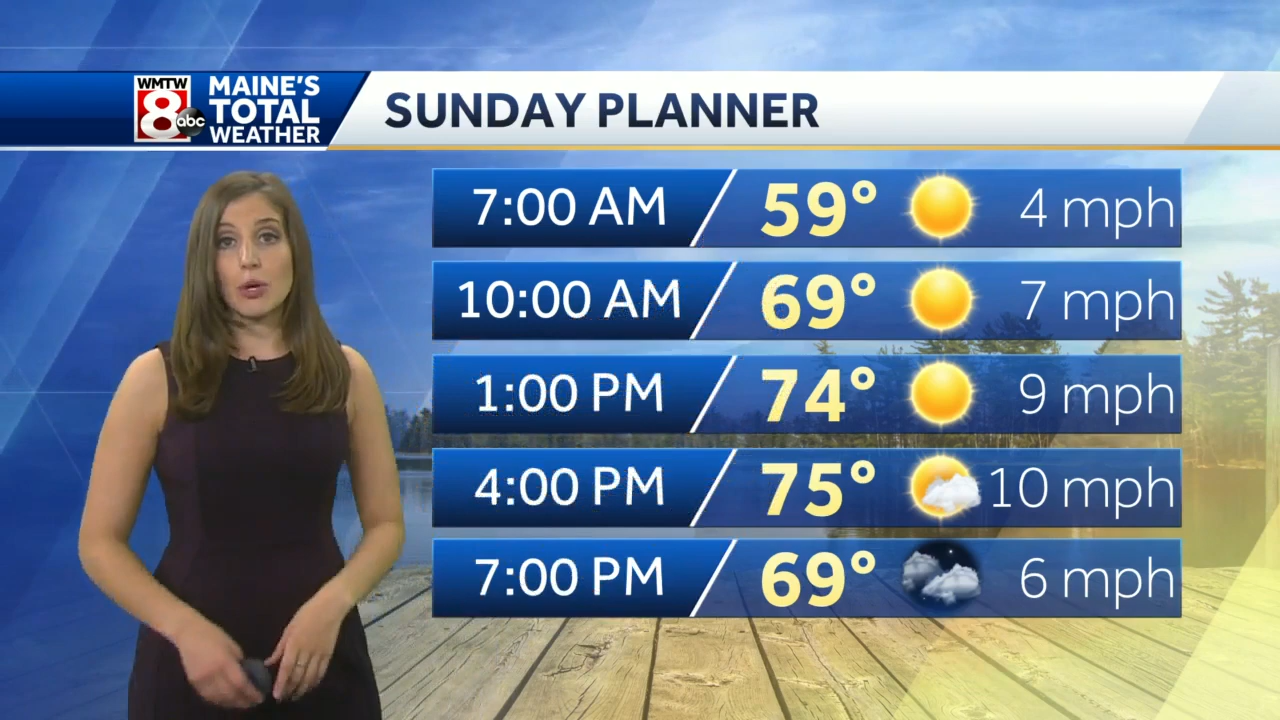 WMTW
8
abc
MAINE'S
TOTAL
WEATHER
SUNDAY PLANNER
7:00 AM 59° 4 mph
10:00 AM 69° 7 mph
1:00 PM 74° 9 mph
4:00 PM 75° 10 mph
7:00 PM 69° 6 mph